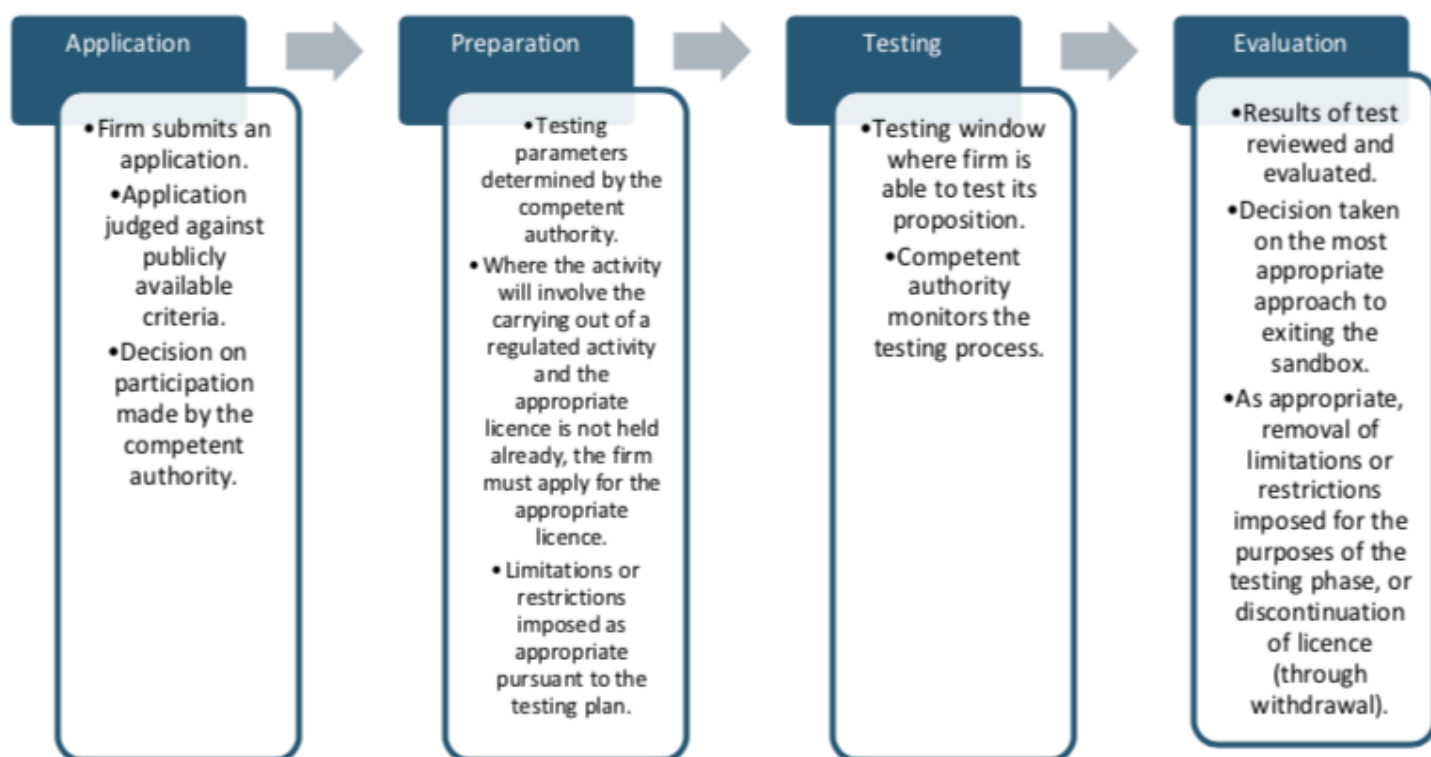 Application
•Firm submits an
application.
•Application
judged against
publicly
available
criteria.
•Decision on
participation
made by the
competent
authority.
Preparation
•Testing
parameters
determined by the
competent
authority.
•Where the activity
will involve the
carrying out of a
regulated activity
and the
appropriate
licence is not held
already, the firm
must apply for the
appropriate
licence.
•Limitations or
restrictions
imposed as
appropriate
pursuant to the
testing plan.
Testing
•Testing window
where firm is
able to test its
proposition.
•Competent
authority
monitors the
testing process.
Evaluation
•Results of test
reviewed and
evaluated.
•Decision taken
on the most
appropriate
approach to
exiting the
sandbox.
•As appropriate,
removal of
limitations or
restrictions
imposed for the
purposes of the
testing phase, or
discontinuation
of licence
(through
withdrawal).